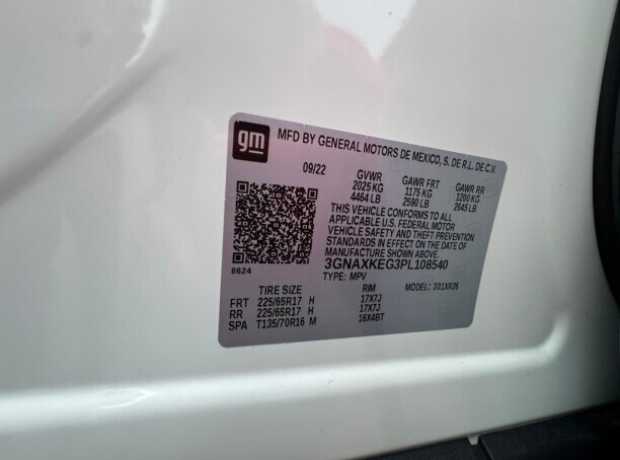 gm
MFD BY GENERAL MOTORS DE MEXICO, S. DE R.L. DE C.V.
09/22 GVWR GAWR FRT GAWR RR
2025 KG 1175 KG 1200 KG
4464 LB 2590 LB 2645 LB
THIS VEHICLE CONFORMS TO ALL
APPLICABLE U.S. FEDERAL MOTOR
VEHICLE SAFETY AND THEFT PREVENTION
STANDARDS IN EFFECT ON THE DATE OF
MANUFACTURE SHOWN ABOVE.
3GNAXKEG3PL108540
TYPE: MPV
8624
MODEL:
TIRE SIZE RIM
FRT 225/65R17 H 17X7J
RR 225/65R17 H 17X7J
SPA T135/70R16 M 16X4BT